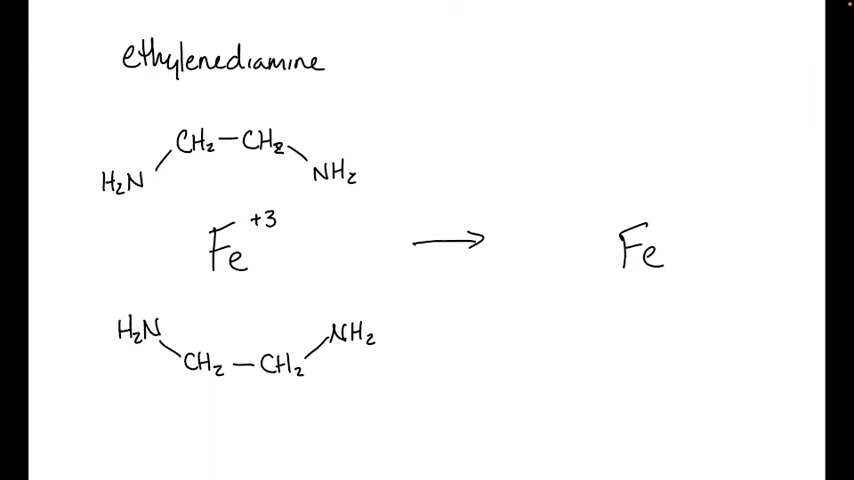 ethylenediamine
CH₂—CH₂
H₂N NH₂
Fe⁺³ → Fe
H₂N NH₂
CH₂—CH₂